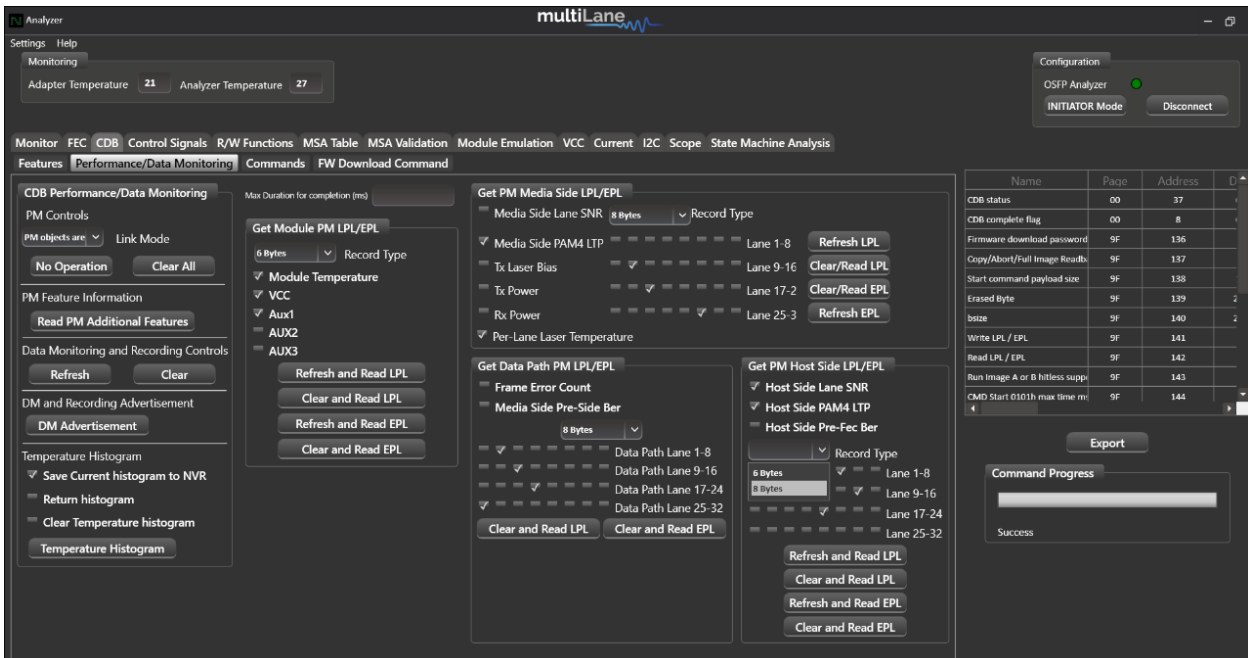 Analyzer
multiLane
Settings Help
Monitoring
Adapter Temperature 21 Analyzer Temperature 27
Configuration
OSFP Analyzer
INITIATOR Mode Disconnect
Monitor FEC CDB Control Signals R/W Functions MSA Table MSA Validation Module Emulation VCC Current I2C Scope State Machine Analysis
Features Performance/Data Monitoring Commands FW Download Command
CDB Performance/Data Monitoring
PM Controls
PM objects are Link Mode
No Operation Clear All
PM Feature Information
Read PM Additional Features
Data Monitoring and Recording Controls
Refresh Clear
DM and Recording Advertisement
DM Advertisement
Temperature Histogram
Save Current histogram to NVR
Return histogram
Clear Temperature histogram
Temperature Histogram
Max Duration for completion (ms)
Get Module PM LPL/EPL
6 Bytes Record Type
Module Temperature
VCC
Aux1
AUX2
AUX3
Refresh and Read LPL
Clear and Read LPL
Refresh and Read EPL
Clear and Read EPL
Get PM Media Side LPL/EPL
Media Side Lane SNR 8 Bytes Record Type
Media Side PAM4 LTP Lane 1-8 Refresh LPL
Tx Laser Bias Lane 9-16 Clear/Read LPL
Tx Power Lane 17-2 Clear/Read EPL
Rx Power Lane 25-3 Refresh EPL
Per-Lane Laser Temperature
Get Data Path PM LPL/EPL
Frame Error Count
Media Side Pre-Side Ber
8 Bytes
Data Path Lane 1-8
Data Path Lane 9-16
Data Path Lane 17-24
Data Path Lane 25-32
Clear and Read LPL Clear and Read EPL
Get PM Host Side LPL/EPL
Host Side Lane SNR
Host Side PAM4 LTP
Host Side Pre-Fec Ber
Record Type
6 Bytes Lane 1-8
8 Bytes Lane 9-16
Lane 17-24
Lane 25-32
Refresh and Read LPL
Clear and Read LPL
Refresh and Read EPL
Clear and Read EPL
Name Page Address D
CDB status 00 37
CDB complete flag 00 8
Firmware download password 9F 136
Copy/Abort/Full Image Readb 9F 137
Start command payload size 9F 138
Erased Byte 9F 139 2
bsize 9F 140 2
Write LPL / EPL 9F 141
Read LPL / EPL 9F 142
Run Image A or B hitless supp 9F 143
CMD Start 0101h max time m 9F 144
Export
Command Progress
Success